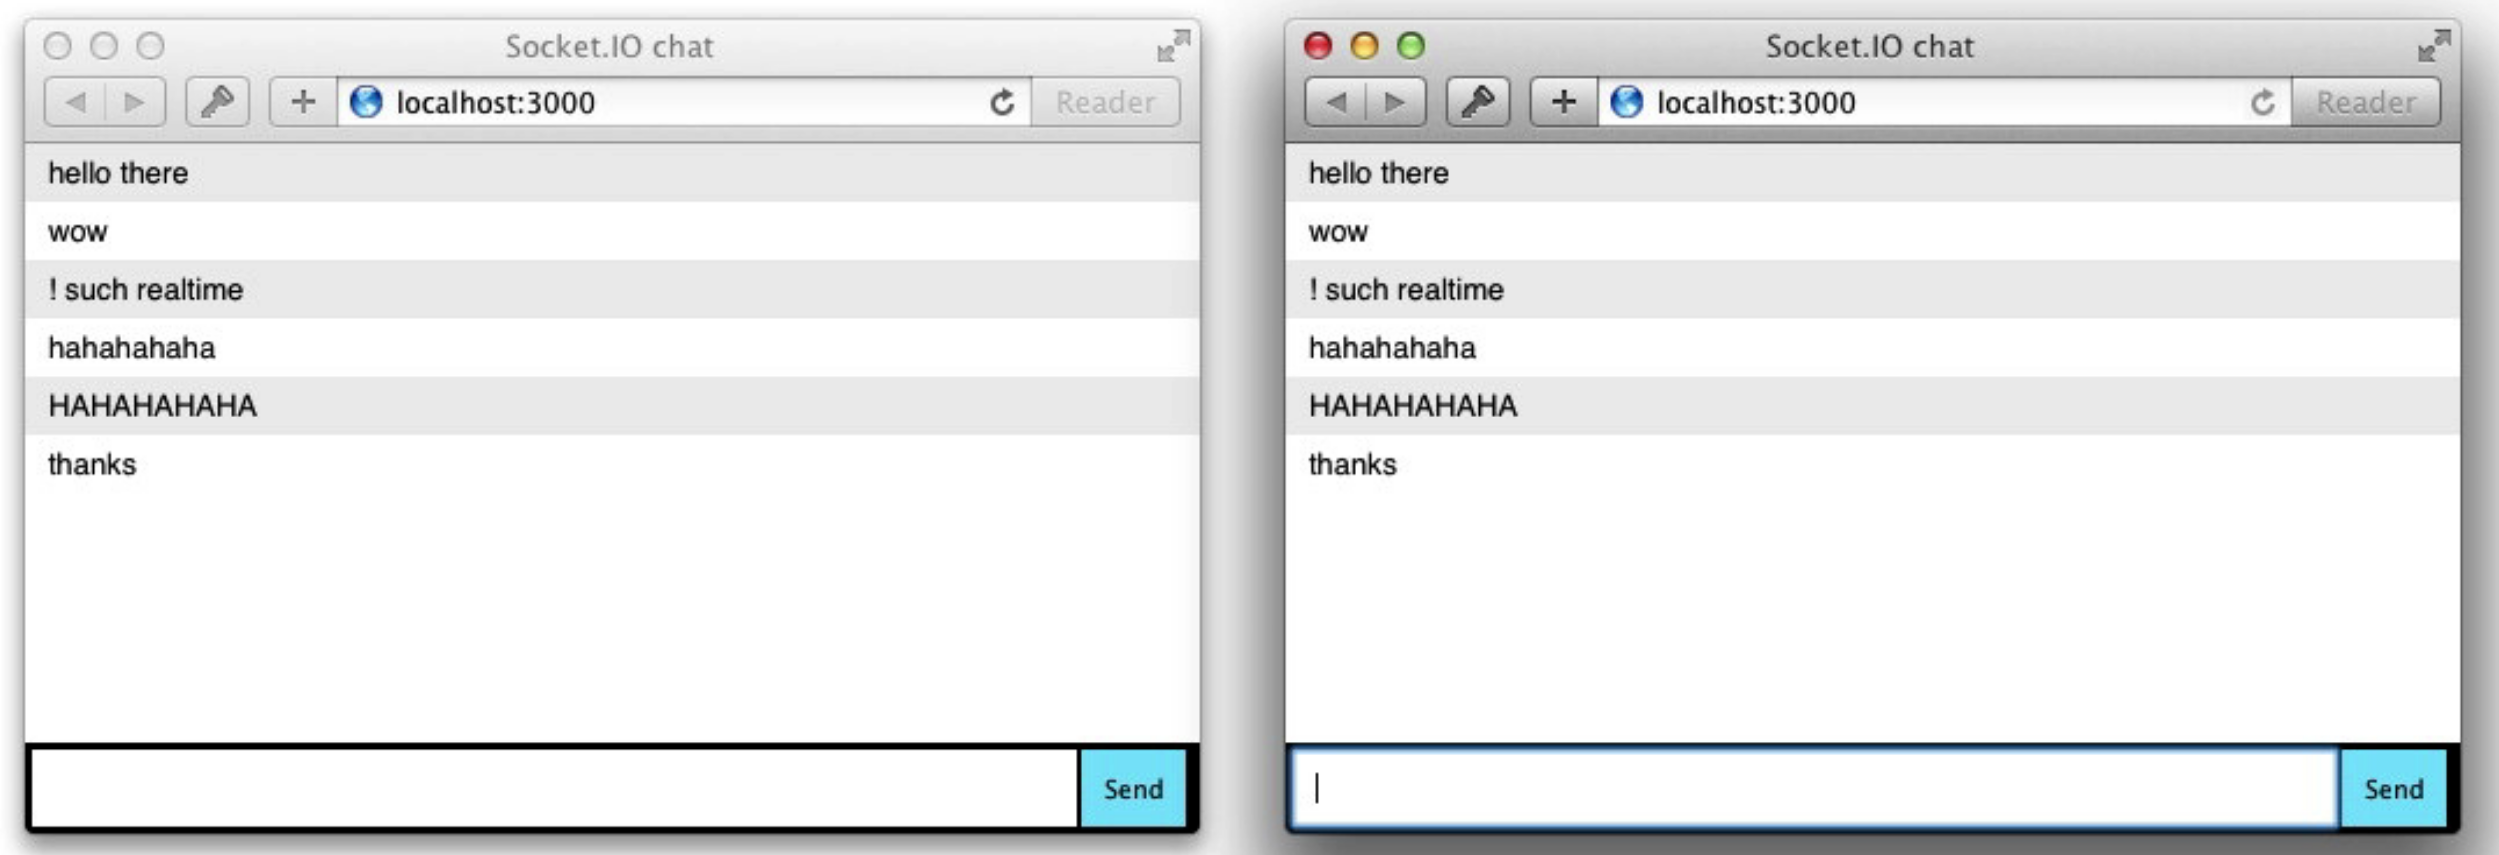 Socket.IO chat
localhost:3000
Reader
hello there
wow
! such realtime
hahahahaha
HAHAHAHAHA
thanks
Send
Socket.IO chat
localhost:3000
Reader
hello there
wow
! such realtime
hahahahaha
HAHAHAHAHA
thanks
Send